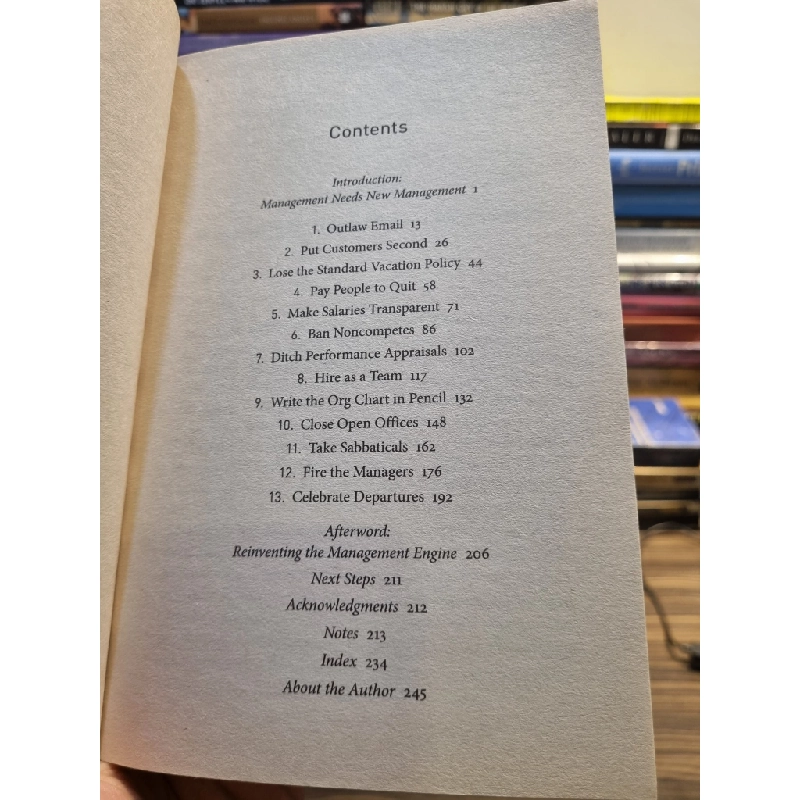 Contents
Introduction:
Management Needs New Management 1
1. Outlaw Email 13
2. Put Customers Second 26
3. Lose the Standard Vacation Policy 44
4. Pay People to Quit 58
5. Make Salaries Transparent 71
6. Ban Noncompetes 86
7. Ditch Performance Appraisals 102
8. Hire as a Team 117
9. Write the Org Chart in Pencil 132
10. Close Open Offices 148
11. Take Sabbaticals 162
12. Fire the Managers 176
13. Celebrate Departures 192
Afterword:
Reinventing the Management Engine 206
Next Steps 211
Acknowledgments 212
Notes 213
Index 234
About the Author 245